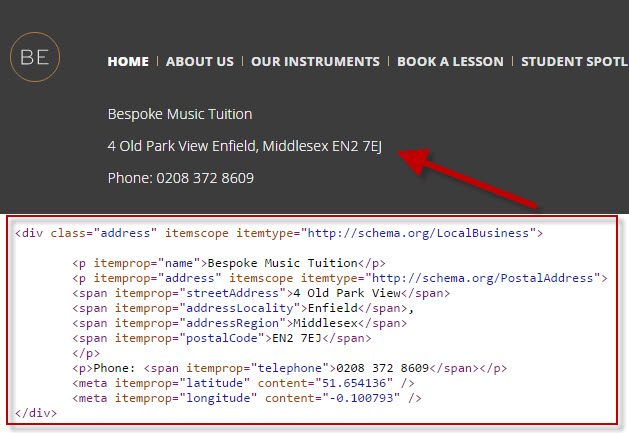 BE
HOME | ABOUT US | OUR INSTRUMENTS | BOOK A LESSON | STUDENT SPOTL
Bespoke Music Tuition
4 Old Park View Enfield, Middlesex EN2 7EJ
Phone: 0208 372 8609
<div class="address" itemscope itemtype="http://schema.org/LocalBusiness">
<p itemprop="name">Bespoke Music Tuition</p>
<p itemprop="address" itemscope itemtype="http://schema.org/PostalAddress">
<span itemprop="streetAddress">4 Old Park View</span>
<span itemprop="addressLocality">Enfield</span>,
<span itemprop="addressRegion">Middlesex</span>
<span itemprop="postalCode">EN2 7EJ</span>
</p>
<p>Phone: <span itemprop="telephone">0208 372 8609</span></p>
<meta itemprop="latitude" content="51.654136" />
<meta itemprop="longitude" content="-0.100793" />
</div>